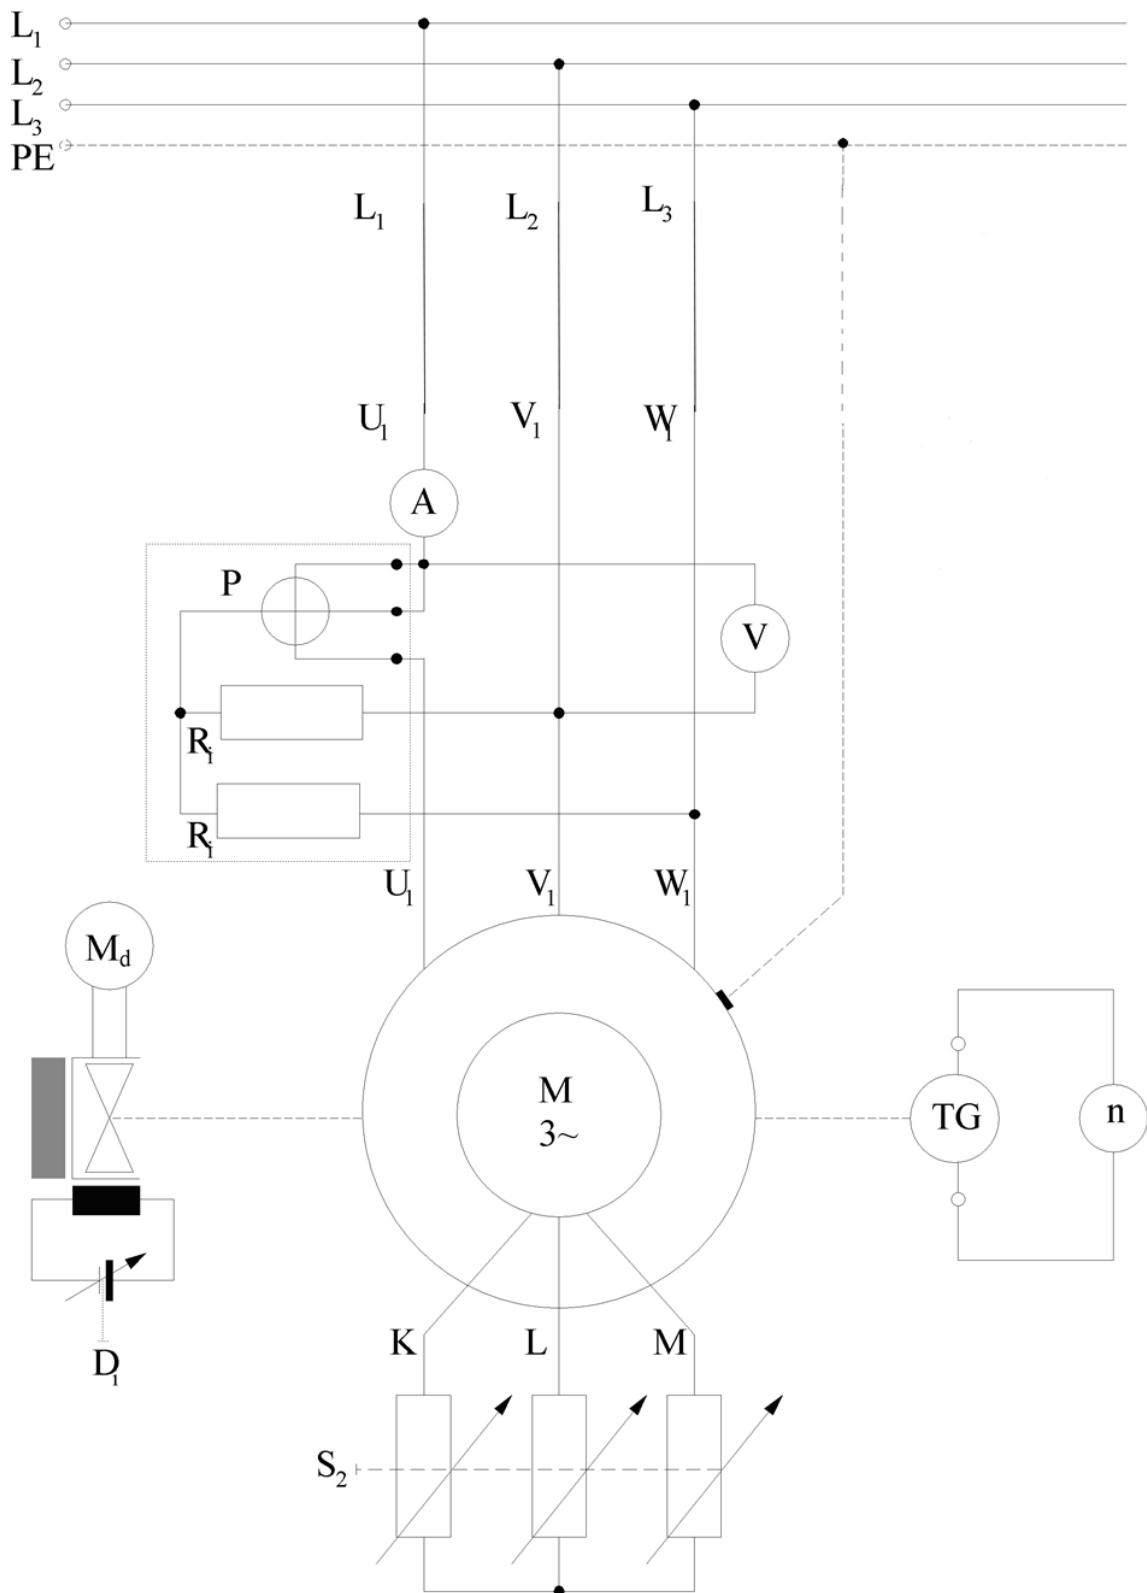 L₁
L₂
L₃
PE
L₁ L₂ L₃
U₁ V₁ W₁
A
P
V
Rᵢ
Rᵢ
U₁ V₁ W₁
M_d
M
3~
TG n
K L M
D₁
S₂